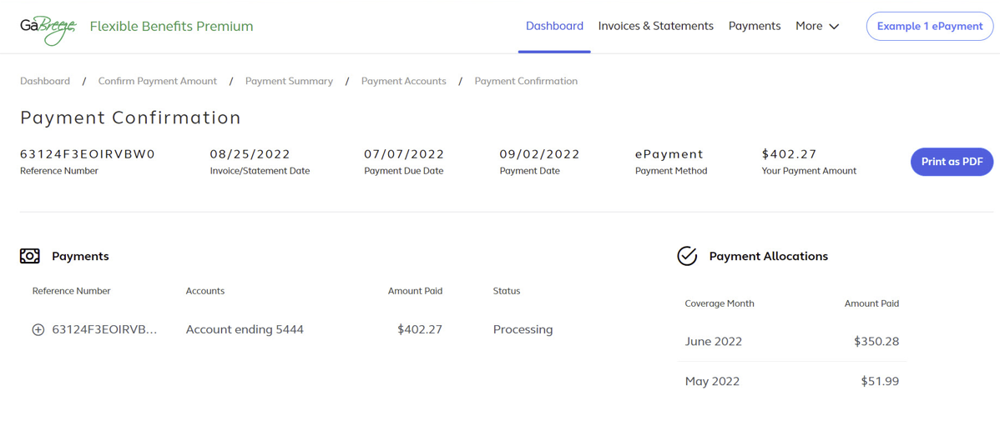 GaBreeze Flexible Benefits Premium Dashboard Invoices & Statements Payments More Example 1 ePayment
Dashboard / Confirm Payment Amount / Payment Summary / Payment Accounts / Payment Confirmation
Payment Confirmation
63124F3EOIRVBW0 08/25/2022 07/07/2022 09/02/2022 ePayment $402.27
Reference Number Invoice/Statement Date Payment Due Date Payment Date Payment Method Your Payment Amount
Print as PDF
Payments
Reference Number Accounts Amount Paid Status
63124F3EOIRVB... Account ending 5444 $402.27 Processing
Payment Allocations
Coverage Month Amount Paid
June 2022 $350.28
May 2022 $51.99